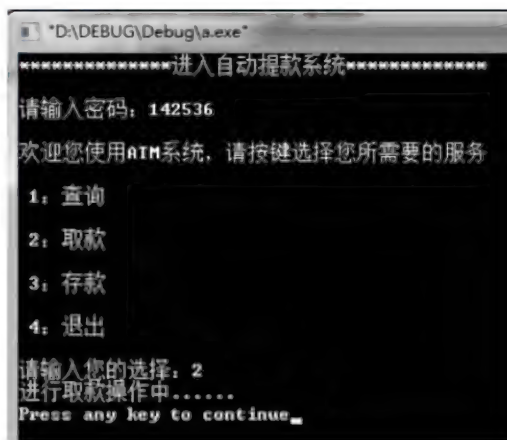 "D:\DEBUG\Debug\a.exe"
**************进入自动提款系统*************
请输入密码：142536
欢迎您使用ATM系统，请按键选择您所需要的服务
1：查询
2：取款
3：存款
4：退出
请输入您的选择：2
进行取款操作中......
Press any key to continue_